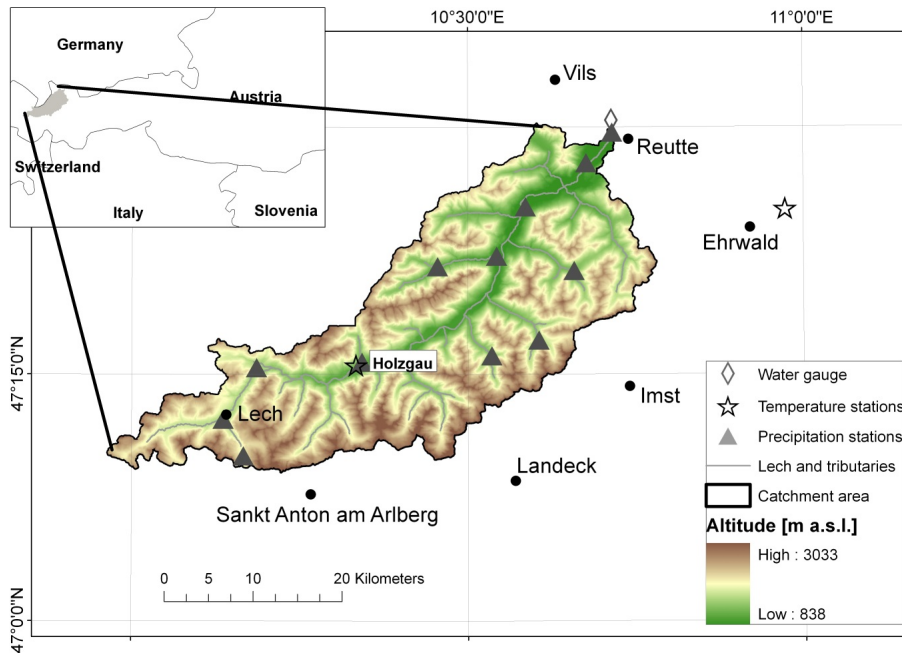 10°30'0"E
11°0'0"E
Germany
Austria
Switzerland
Italy
Slovenia
Vils
Reutte
Ehrwald
47°15'0"N
Holzgau
Imst
Lech
Landeck
Sankt Anton am Arlberg
0 5 10 20 Kilometers
47°0'0"N
Water gauge
Temperature stations
Precipitation stations
Lech and tributaries
Catchment area
Altitude [m a.s.l.]
High : 3033
Low : 838